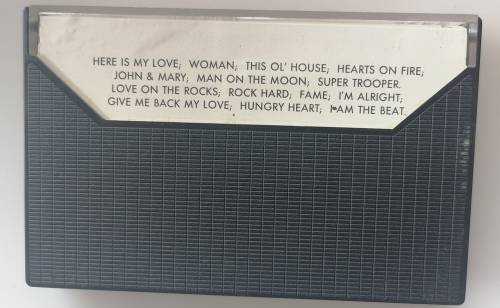 HERE IS MY LOVE; WOMAN; THIS OL' HOUSE; HEARTS ON FIRE;
JOHN & MARY; MAN ON THE MOON; SUPER TROOPER.
LOVE ON THE ROCKS; ROCK HARD; FAME; I'M ALRIGHT;
GIVE ME BACK MY LOVE; HUNGRY HEART; I AM THE BEAT.